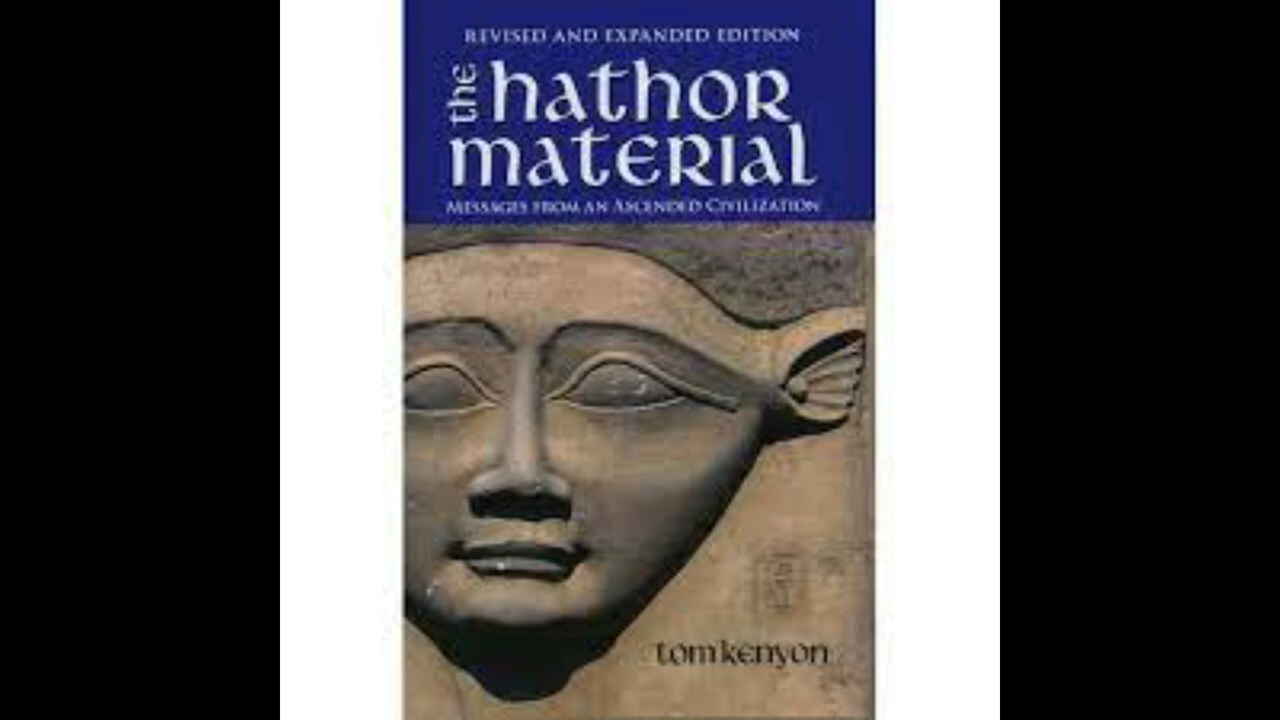 REVISED AND EXPANDED EDITION
the hathor
material
MESSAGES FROM AN ASCENDED CIVILIZATION
tom kenyon